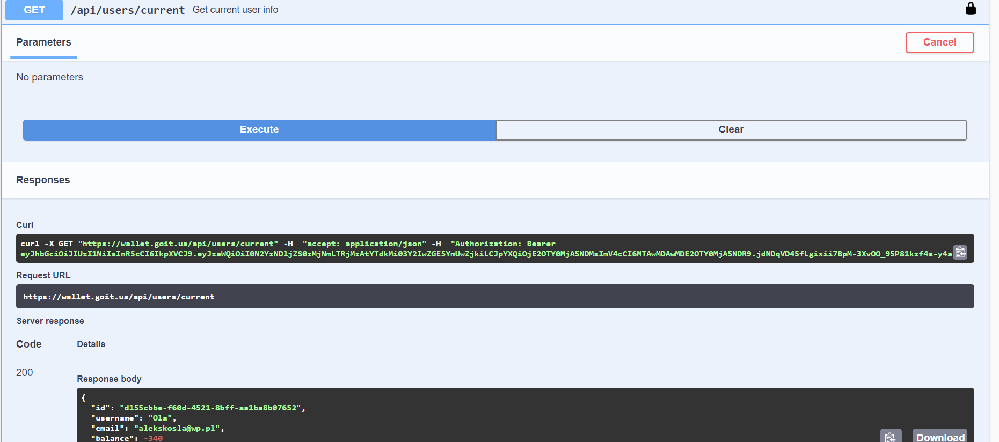 GET /api/users/current Get current user info
Parameters
Cancel
No parameters
Execute
Clear
Responses
Curl
curl -X GET "https://wallet.goit.ua/api/users/current" -H  "accept: application/json" -H  "Authorization: Bearer
eyJhbGciOiJIUzI1NiIsInR5cCI6IkpXVCJ9.eyJzaWQiOiI0N2YzNDljZS0zMjNmLTRjMzAtYTdkMi03Y2IwZGE5YmUwZjkiLCJpYXQiOjE2OTY0MjA5NDMsImV4cCI6MTAwMDAwMDE2OTY0MjA5NDR9.jdNDqVD45fLgixii7BpM-3XvOO_95P81kzf4s-y4a
Request URL
https://wallet.goit.ua/api/users/current
Server response
Code Details
200
Response body
{
"id": "d155cbbe-f60d-4521-8bff-aa1ba8b07652",
"username": "Ola",
"email": "alekskosla@wp.pl",
"balance": -340
Download